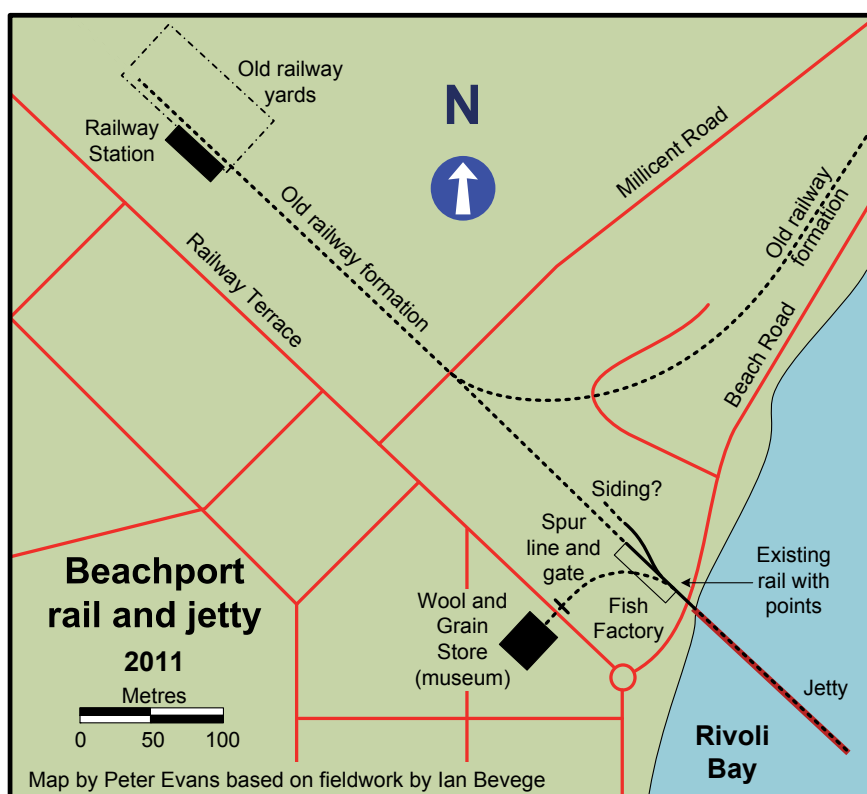 Old railway
yards
Railway
Station
N
Millicent Road
Old railway
formation
Old railway formation
Railway Terrace
Beach Road
Siding?
Spur
line and
gate
Existing
rail with
points
Beachport
rail and jetty
2011
Metres
0 50 100
Wool and
Grain
Store
(museum)
Fish
Factory
Jetty
Rivoli
Bay
Map by Peter Evans based on fieldwork by Ian Bevege